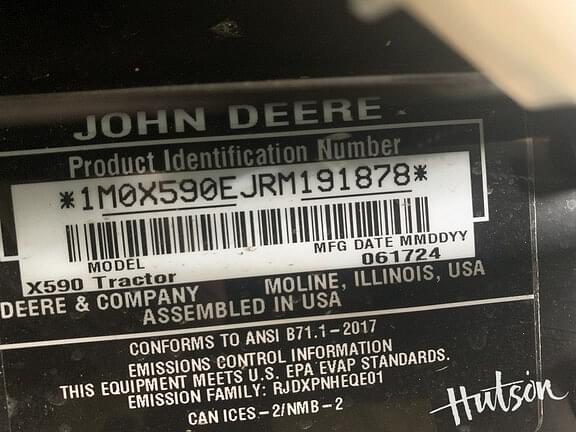 JOHN DEERE
Product Identification Number
*1M0X590EJRM191878*
MODEL MFG DATE MMDDYY
X590 Tractor 061724
DEERE & COMPANY MOLINE, ILLINOIS, USA
ASSEMBLED IN USA
CONFORMS TO ANSI B71.1-2017
EMISSIONS CONTROL INFORMATION
THIS EQUIPMENT MEETS U.S. EPA EVAP STANDARDS.
EMISSION FAMILY: RJDXPNHEQE01
CAN ICES-2/NMB-2
Hutson